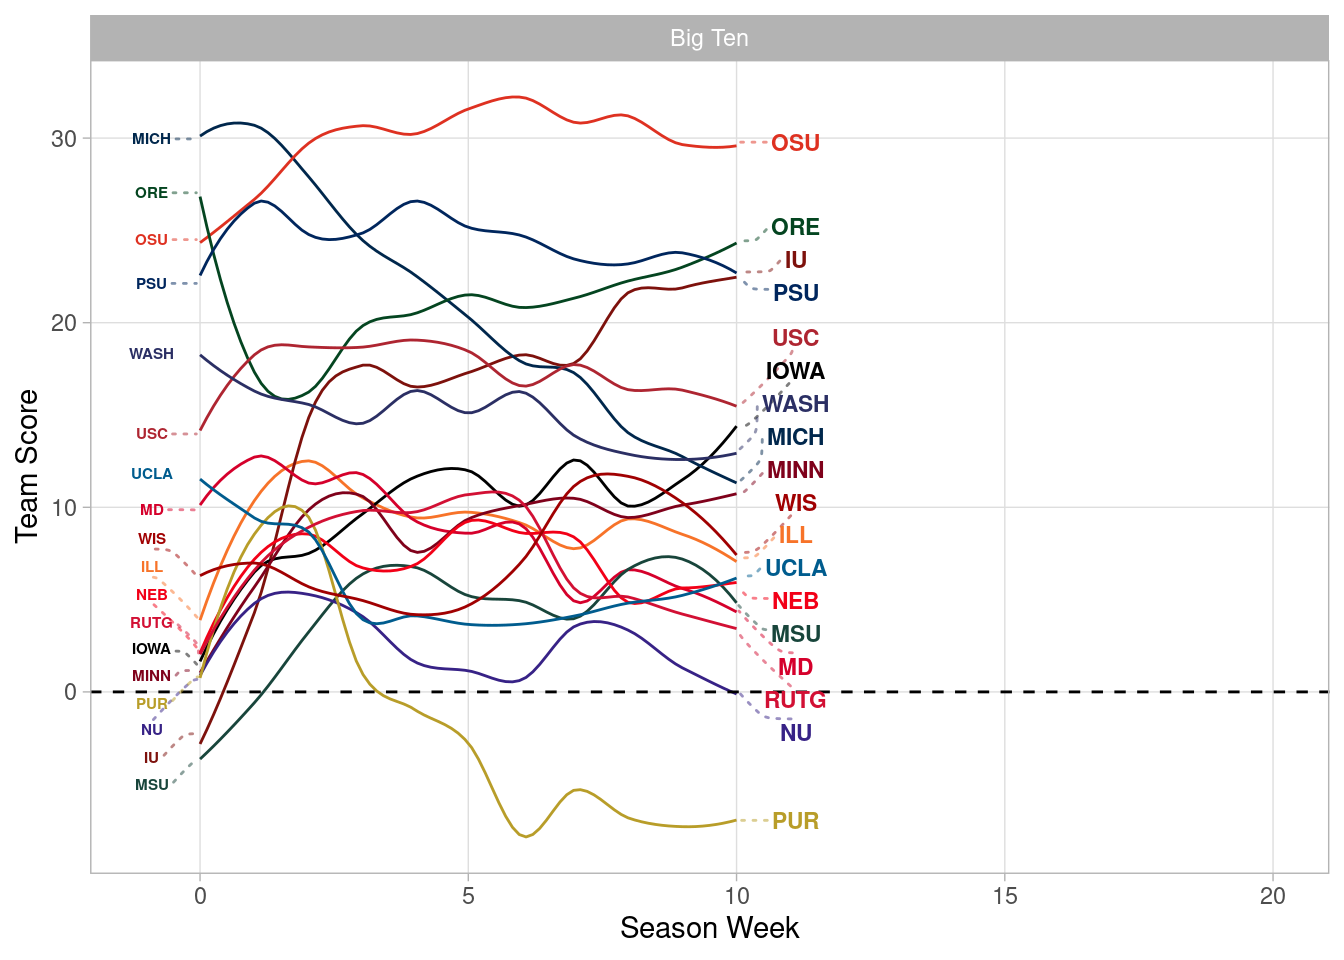 Big Ten
Team Score
30
20
10
0
MICH
ORE
OSU
PSU
WASH
USC
UCLA
MD
WIS
ILL
NEB
RUTG
IOWA
MINN
PUR
NU
IU
MSU
OSU
ORE
IU
PSU
USC
IOWA
WASH
MICH
MINN
WIS
ILL
UCLA
NEB
MSU
MD
RUTG
NU
PUR
0 5 10 15 20
Season Week